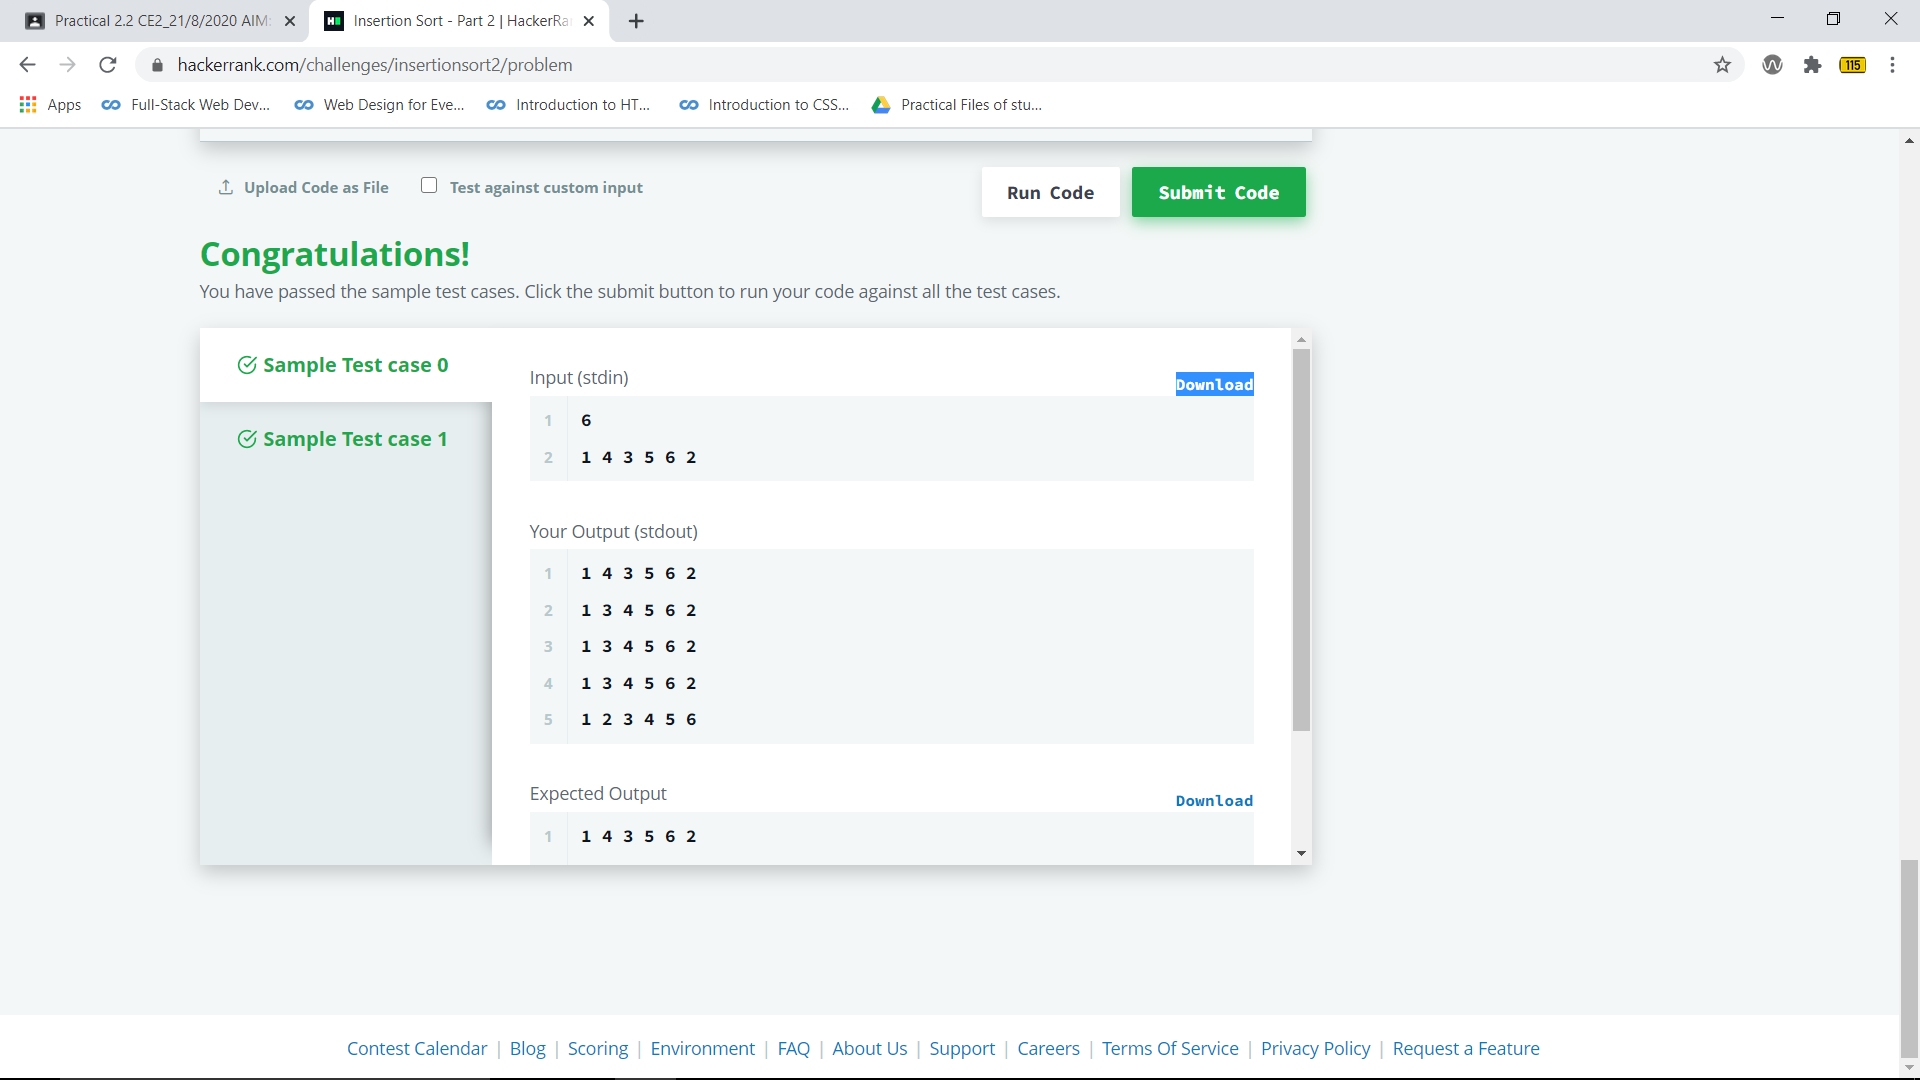 Practical 2.2 CE2_21/8/2020 AIM
Insertion Sort - Part 2 | HackerRa
hackerrank.com/challenges/insertionsort2/problem
115
Apps
Full-Stack Web Dev...
Web Design for Eve...
Introduction to HT...
Introduction to CSS...
Practical Files of stu...
Upload Code as File
Test against custom input
Run Code
Submit Code
Congratulations!
You have passed the sample test cases. Click the submit button to run your code against all the test cases.
Sample Test case 0
Sample Test case 1
Input (stdin)
Download
1 6
2 1 4 3 5 6 2
Your Output (stdout)
1 1 4 3 5 6 2
2 1 3 4 5 6 2
3 1 3 4 5 6 2
4 1 3 4 5 6 2
5 1 2 3 4 5 6
Expected Output
Download
1 1 4 3 5 6 2
Contest Calendar | Blog | Scoring | Environment | FAQ | About Us | Support | Careers | Terms Of Service | Privacy Policy | Request a Feature